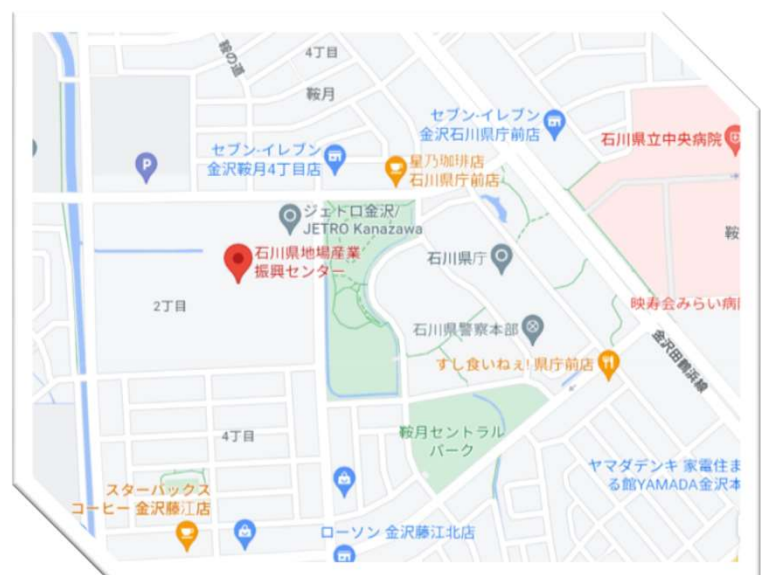 鞍の道
4丁目
鞍月
セブン-イレブン
金沢石川県庁前店
石川県立中央病院
セブン-イレブン
金沢鞍月4丁目店
星乃珈琲店
石川県庁前店
P
ジェトロ金沢/
JETRO Kanazawa
鞍
石川県地場産業
振興センター
石川県庁
2丁目
映寿会みらい病
石川県警察本部
金沢田鶴浜線
すし食いねぇ! 県庁前店
4丁目
鞍月セントラル
パーク
ヤマダデンキ 家電住ま
る館YAMADA金沢本
スターバックス
コーヒー 金沢藤江店
ローソン 金沢藤江北店